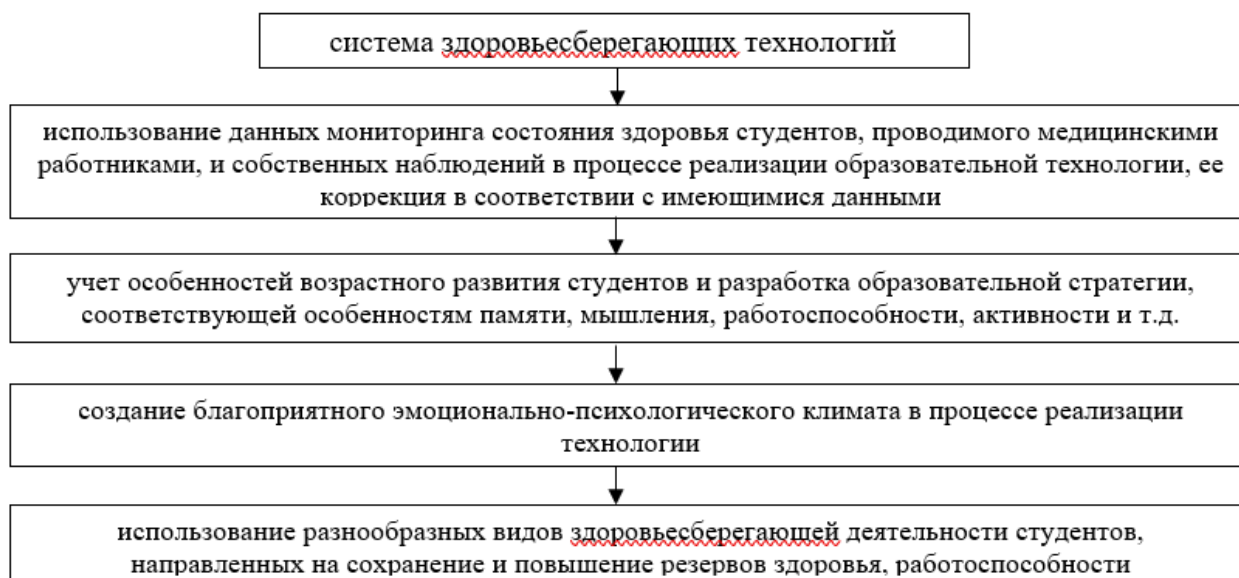 система здоровьесберегающих технологий
использование данных мониторинга состояния здоровья студентов, проводимого медицинскими
работниками, и собственных наблюдений в процессе реализации образовательной технологии, ее
коррекция в соответствии с имеющимися данными
учет особенностей возрастного развития студентов и разработка образовательной стратегии,
соответствующей особенностям памяти, мышления, работоспособности, активности и т.д.
создание благоприятного эмоционально-психологического климата в процессе реализации
технологии
использование разнообразных видов здоровьесберегающей деятельности студентов,
направленных на сохранение и повышение резервов здоровья, работоспособности